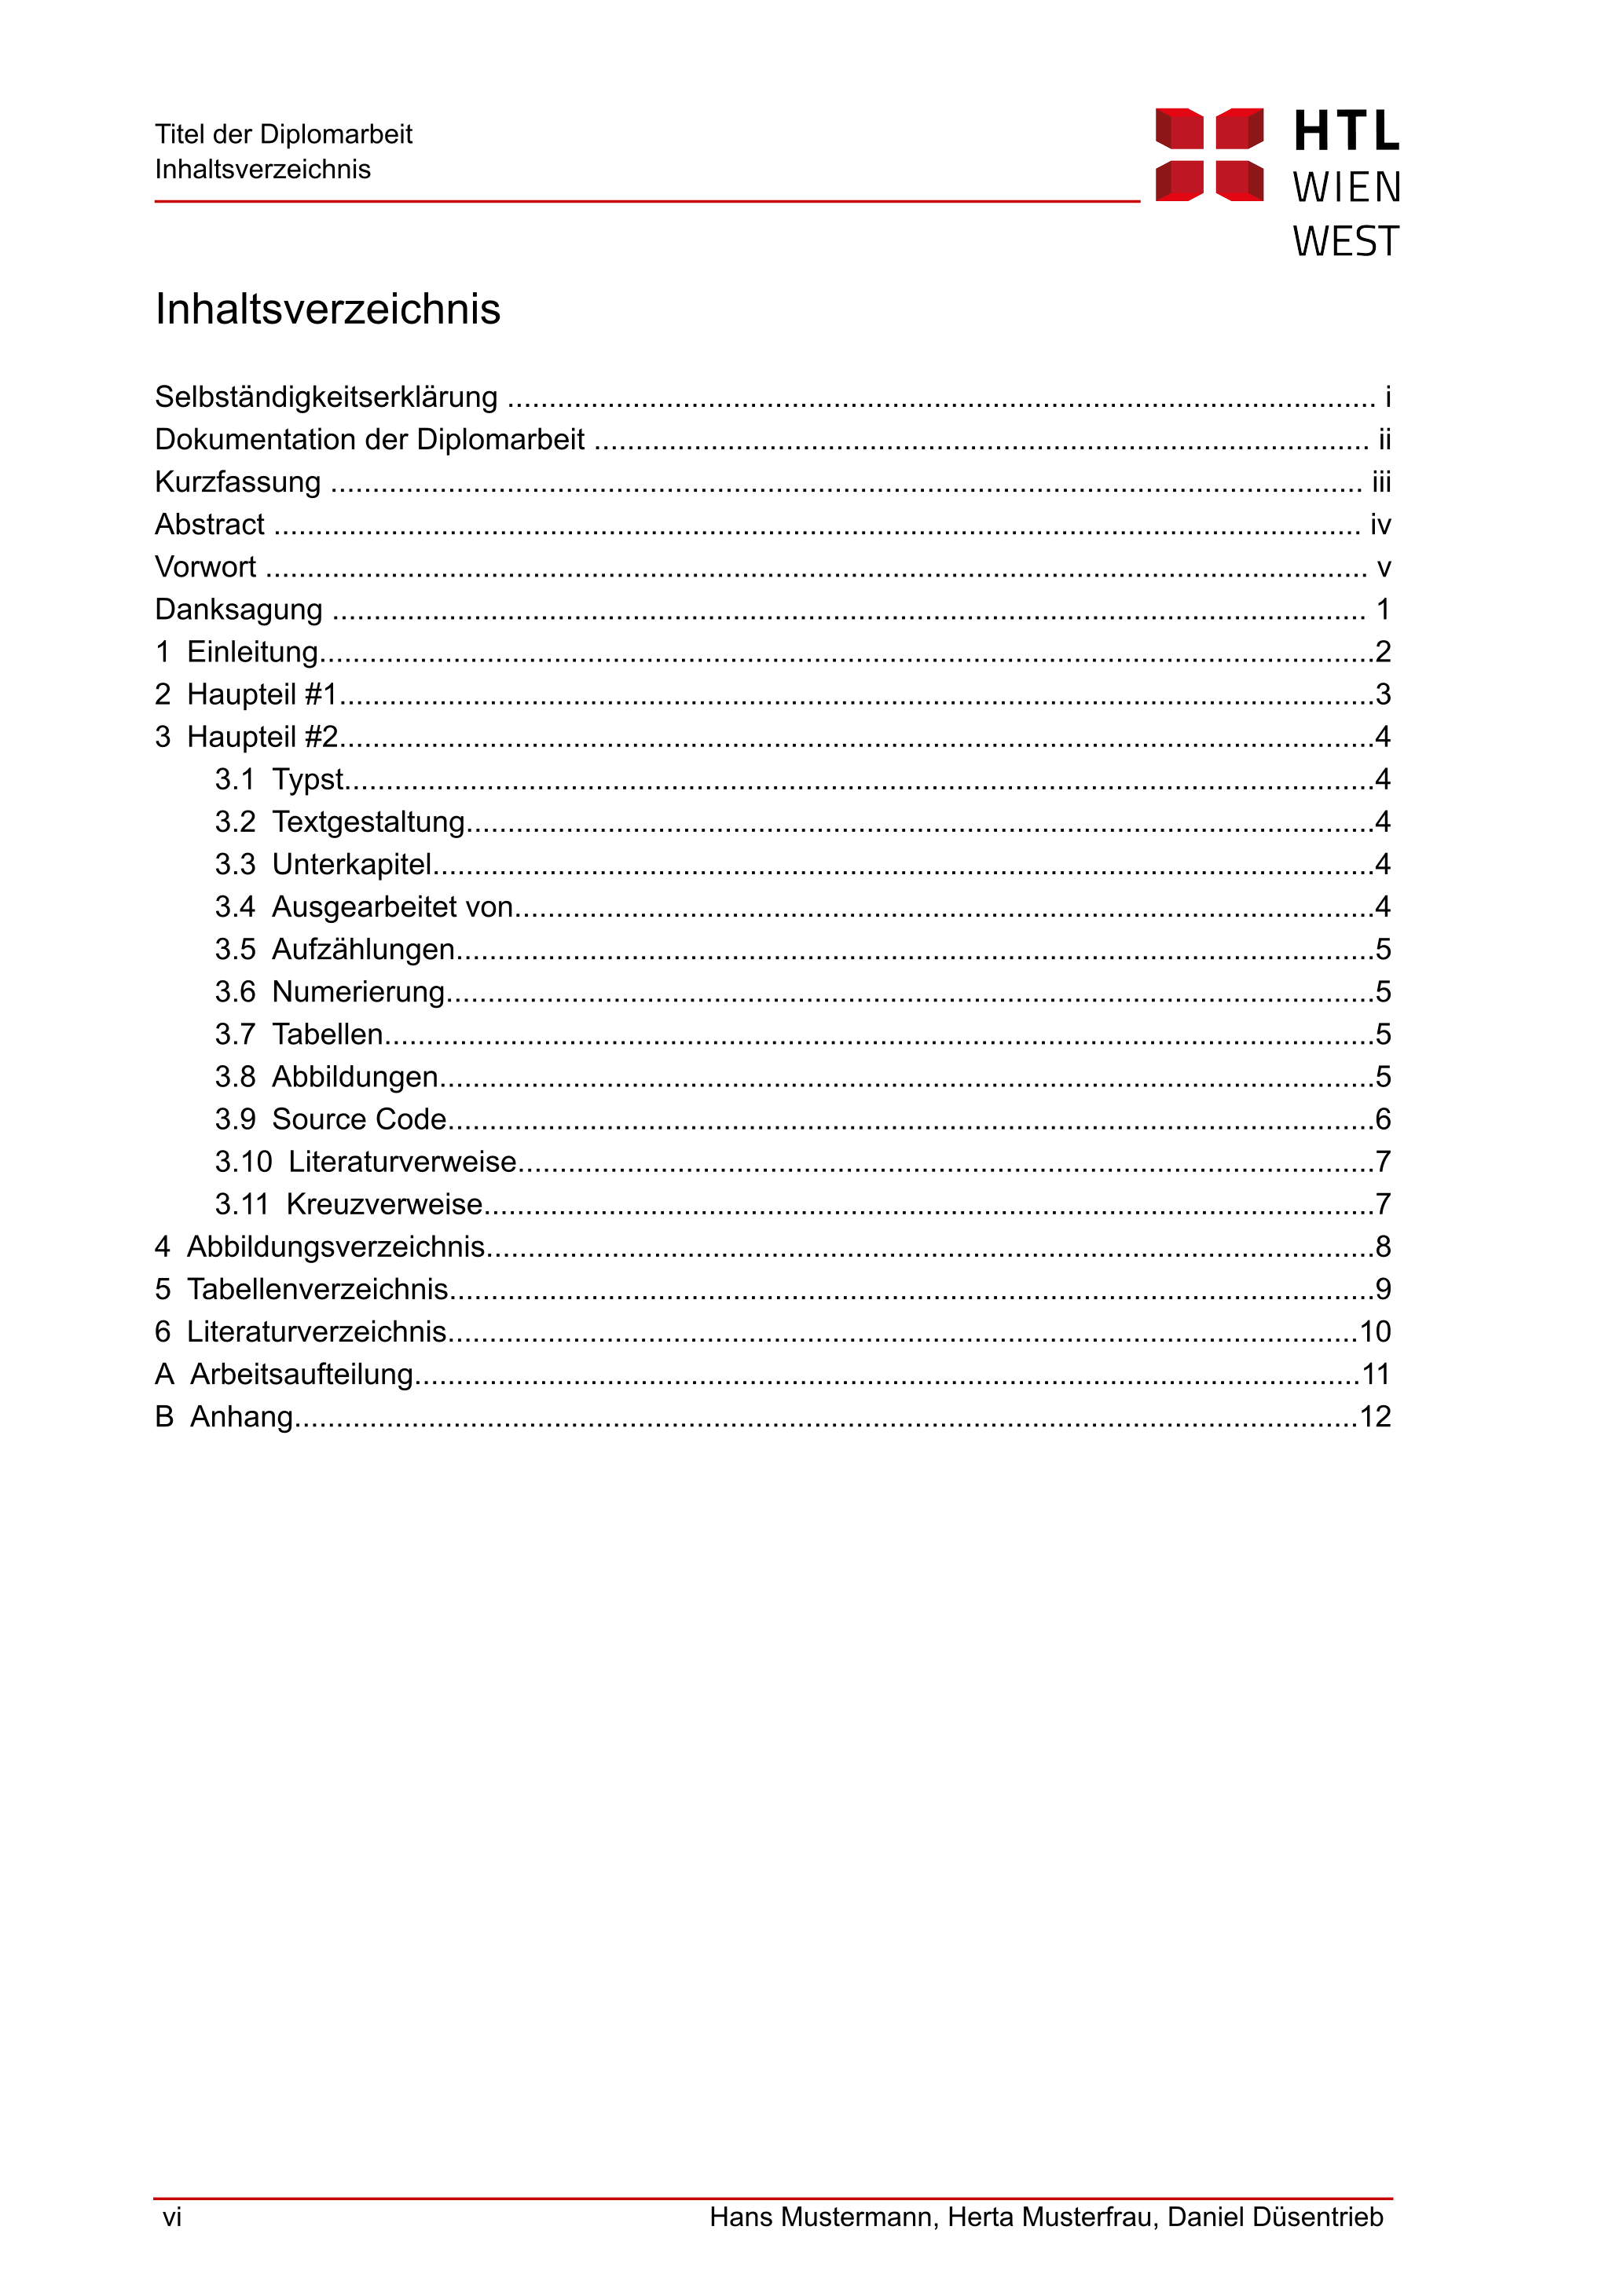 Titel der Diplomarbeit
Inhaltsverzeichnis
HTL
WIEN
WEST
Inhaltsverzeichnis
Selbständigkeitserklärung ........................................................................................................ i
Dokumentation der Diplomarbeit ............................................................................................. ii
Kurzfassung ............................................................................................................................ iii
Abstract .................................................................................................................................. iv
Vorwort .................................................................................................................................... v
Danksagung ............................................................................................................................ 1
1 Einleitung..............................................................................................................................2
2 Haupteil #1............................................................................................................................3
3 Haupteil #2............................................................................................................................4
3.1 Typst...........................................................................................................................4
3.2 Textgestaltung.............................................................................................................4
3.3 Unterkapitel.................................................................................................................4
3.4 Ausgearbeitet von.......................................................................................................4
3.5 Aufzählungen..............................................................................................................5
3.6 Numerierung...............................................................................................................5
3.7 Tabellen......................................................................................................................5
3.8 Abbildungen................................................................................................................5
3.9 Source Code...............................................................................................................6
3.10 Literaturverweise.......................................................................................................7
3.11 Kreuzverweise...........................................................................................................7
4 Abbildungsverzeichnis..........................................................................................................8
5 Tabellenverzeichnis...............................................................................................................9
6 Literaturverzeichnis.............................................................................................................10
A Arbeitsaufteilung.................................................................................................................11
B Anhang...............................................................................................................................12
vi Hans Mustermann, Herta Musterfrau, Daniel Düsentrieb